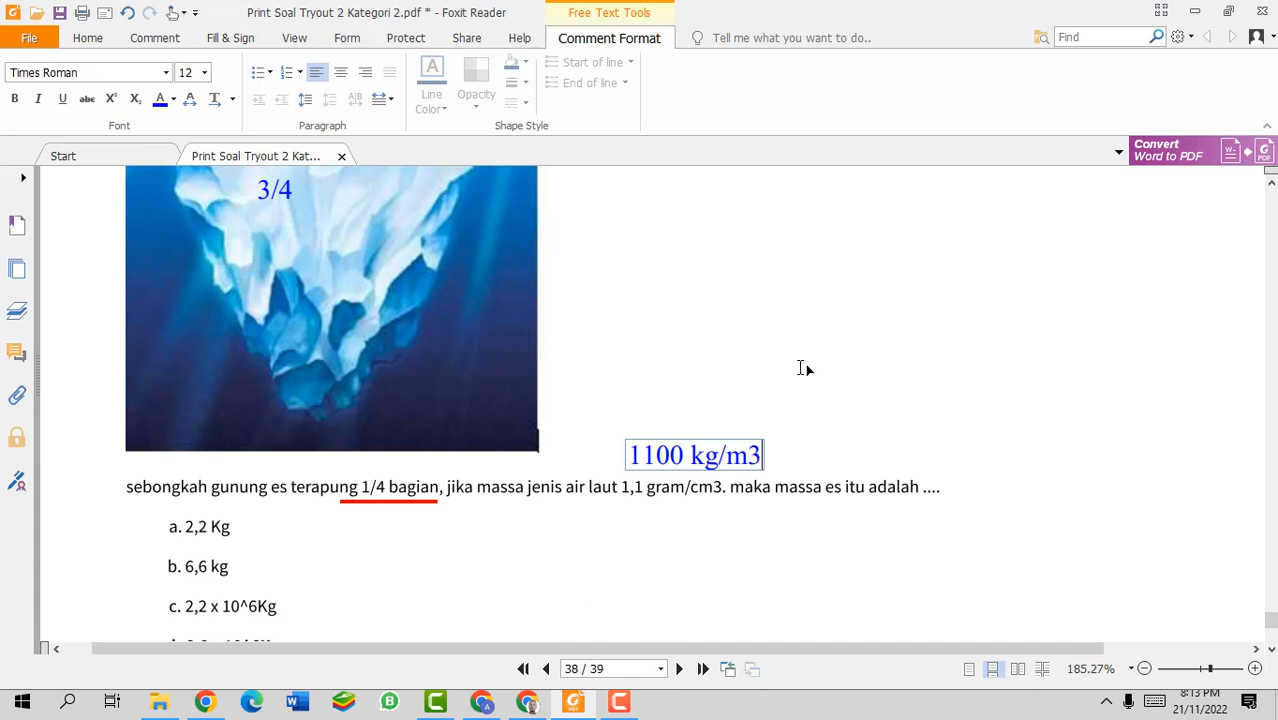 Print Soal Tryout 2 Kategori 2.pdf * - Foxit Reader
Free Text Tools
File Home Comment Fill & Sign View Form Protect Share Help Comment Format Tell me what you want to do.. Find
Times Roman 12
Line Color Opacity
Start of line
End of line
Font Paragraph Shape Style
Start
Print Soal Tryout 2 Kat...
Convert Word to PDF
3/4
1100 kg/m3
sebongkah gunung es terapung 1/4 bagian, jika massa jenis air laut 1,1 gram/cm3. maka massa es itu adalah ....
a. 2,2 Kg
b. 6,6 kg
c. 2,2 x 10^6Kg
38 / 39
185.27%
8:13 PM
21/11/2022